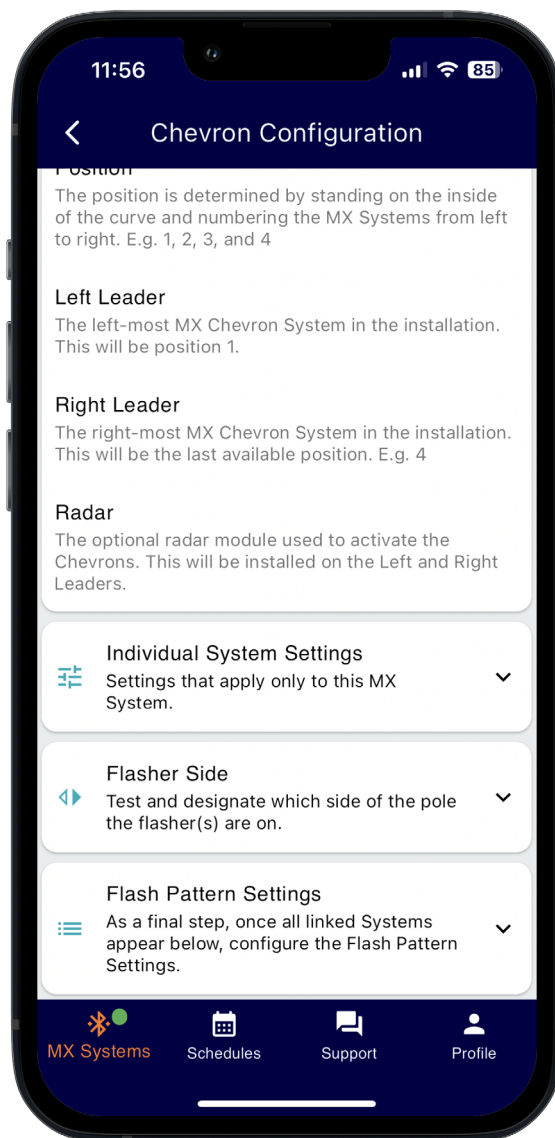 11:56
85
Chevron Configuration
Position
The position is determined by standing on the inside
of the curve and numbering the MX Systems from left
to right. E.g. 1, 2, 3, and 4
Left Leader
The left-most MX Chevron System in the installation.
This will be position 1.
Right Leader
The right-most MX Chevron System in the installation.
This will be the last available position. E.g. 4
Radar
The optional radar module used to activate the
Chevrons. This will be installed on the Left and Right
Leaders.
Individual System Settings
Settings that apply only to this MX
System.
Flasher Side
Test and designate which side of the pole
the flasher(s) are on.
Flash Pattern Settings
As a final step, once all linked Systems
appear below, configure the Flash Pattern
Settings.
MX Systems
Schedules
Support
Profile